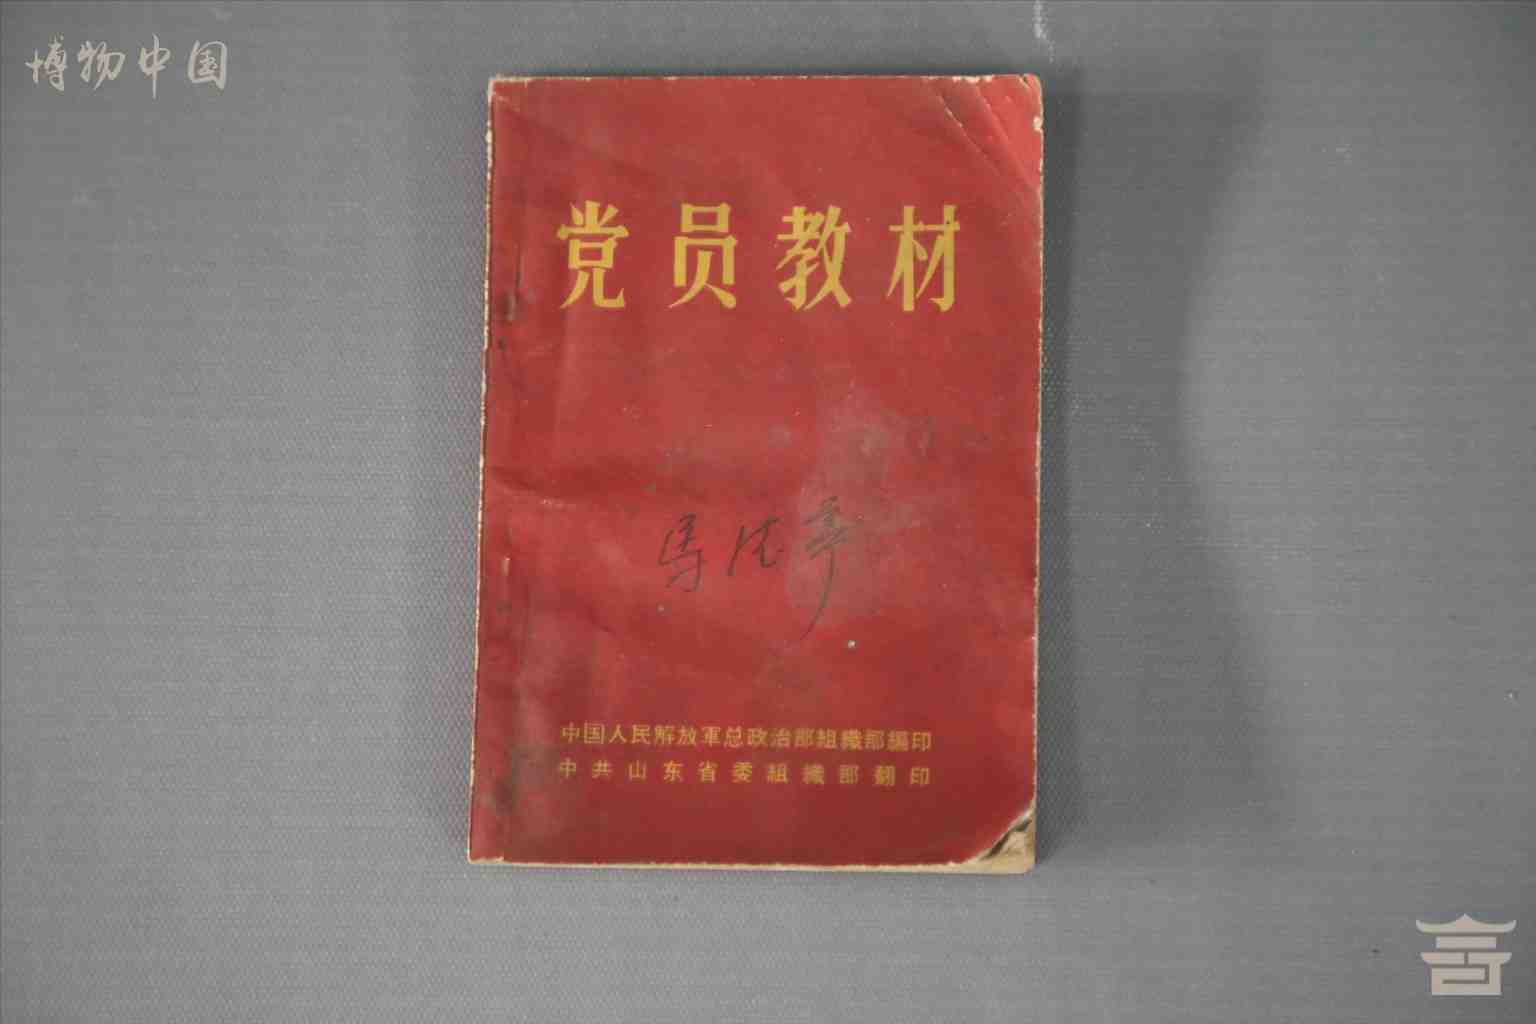 博物中国
党员教材
中国人民解放軍总政治部組織部編印
中共山东省委組織部翻印